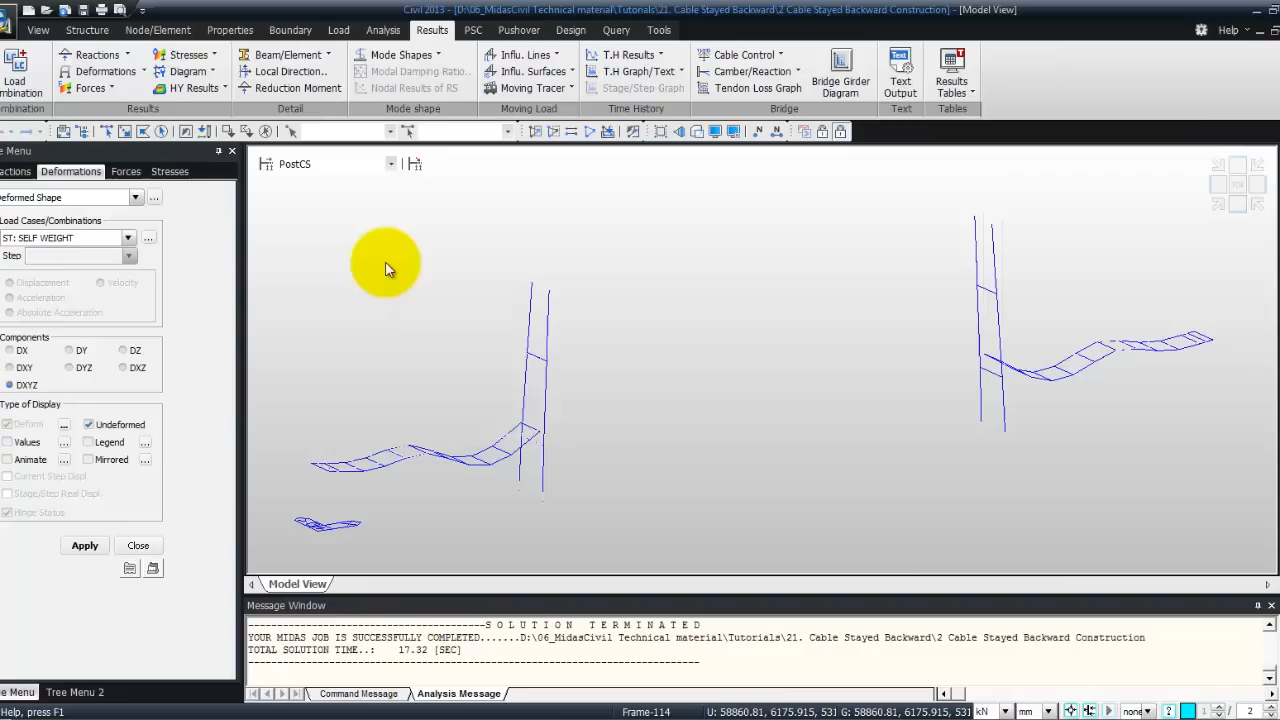 Civil 2013 - [D:\06_MidasCivil Technical material\Tutorials\21. Cable Stayed Backward\2 Cable Stayed Backward Construction] - [Model View]
View Structure Node/Element Properties Boundary Load Analysis Results PSC Pushover Design Query Tools Help
Load
Combination
Reactions
Deformations
Forces
Stresses
Diagram
HY Results
Beam/Element
Local Direction..
Reduction Moment
Mode Shapes
Modal Damping Ratio..
Nodal Results of RS
Influ. Lines
Influ. Surfaces
Moving Tracer
T.H Results
T.H Graph/Text
Stage/Step Graph
Cable Control
Camber/Reaction
Tendon Loss Graph
Bridge Girder
Diagram
Text
Output
Results
Tables
mbination Results Detail Mode shape Moving Load Time History Bridge Text Tables
ee Menu
actions Deformations Forces Stresses
PostCS
TOP
eformed Shape
Load Cases/Combinations
ST: SELF WEIGHT
Step
Displacement Velocity
Acceleration
Absolute Acceleration
Components
DX DY DZ
DXY DYZ DXZ
DXYZ
Type of Display
Deform Undeformed
Values Legend
Animate Mirrored
Current Step Displ.
Stage/Step Real Displ.
Hinge Status
Apply Close
Model View
Message Window
S O L U T I O N   T E R M I N A T E D
YOUR MIDAS JOB IS SUCCESSFULLY COMPLETED.......D:\06_MidasCivil Technical material\Tutorials\21. Cable Stayed Backward\2 Cable Stayed Backward Construction
TOTAL SOLUTION TIME..: 17.32 [SEC]
Command Message Analysis Message
ee Menu Tree Menu 2
Help, press F1 Frame-114 U: 58860.81, 6175.915, 531 G: 58860.81, 6175.915, 531 kN mm none ? 1 / 2